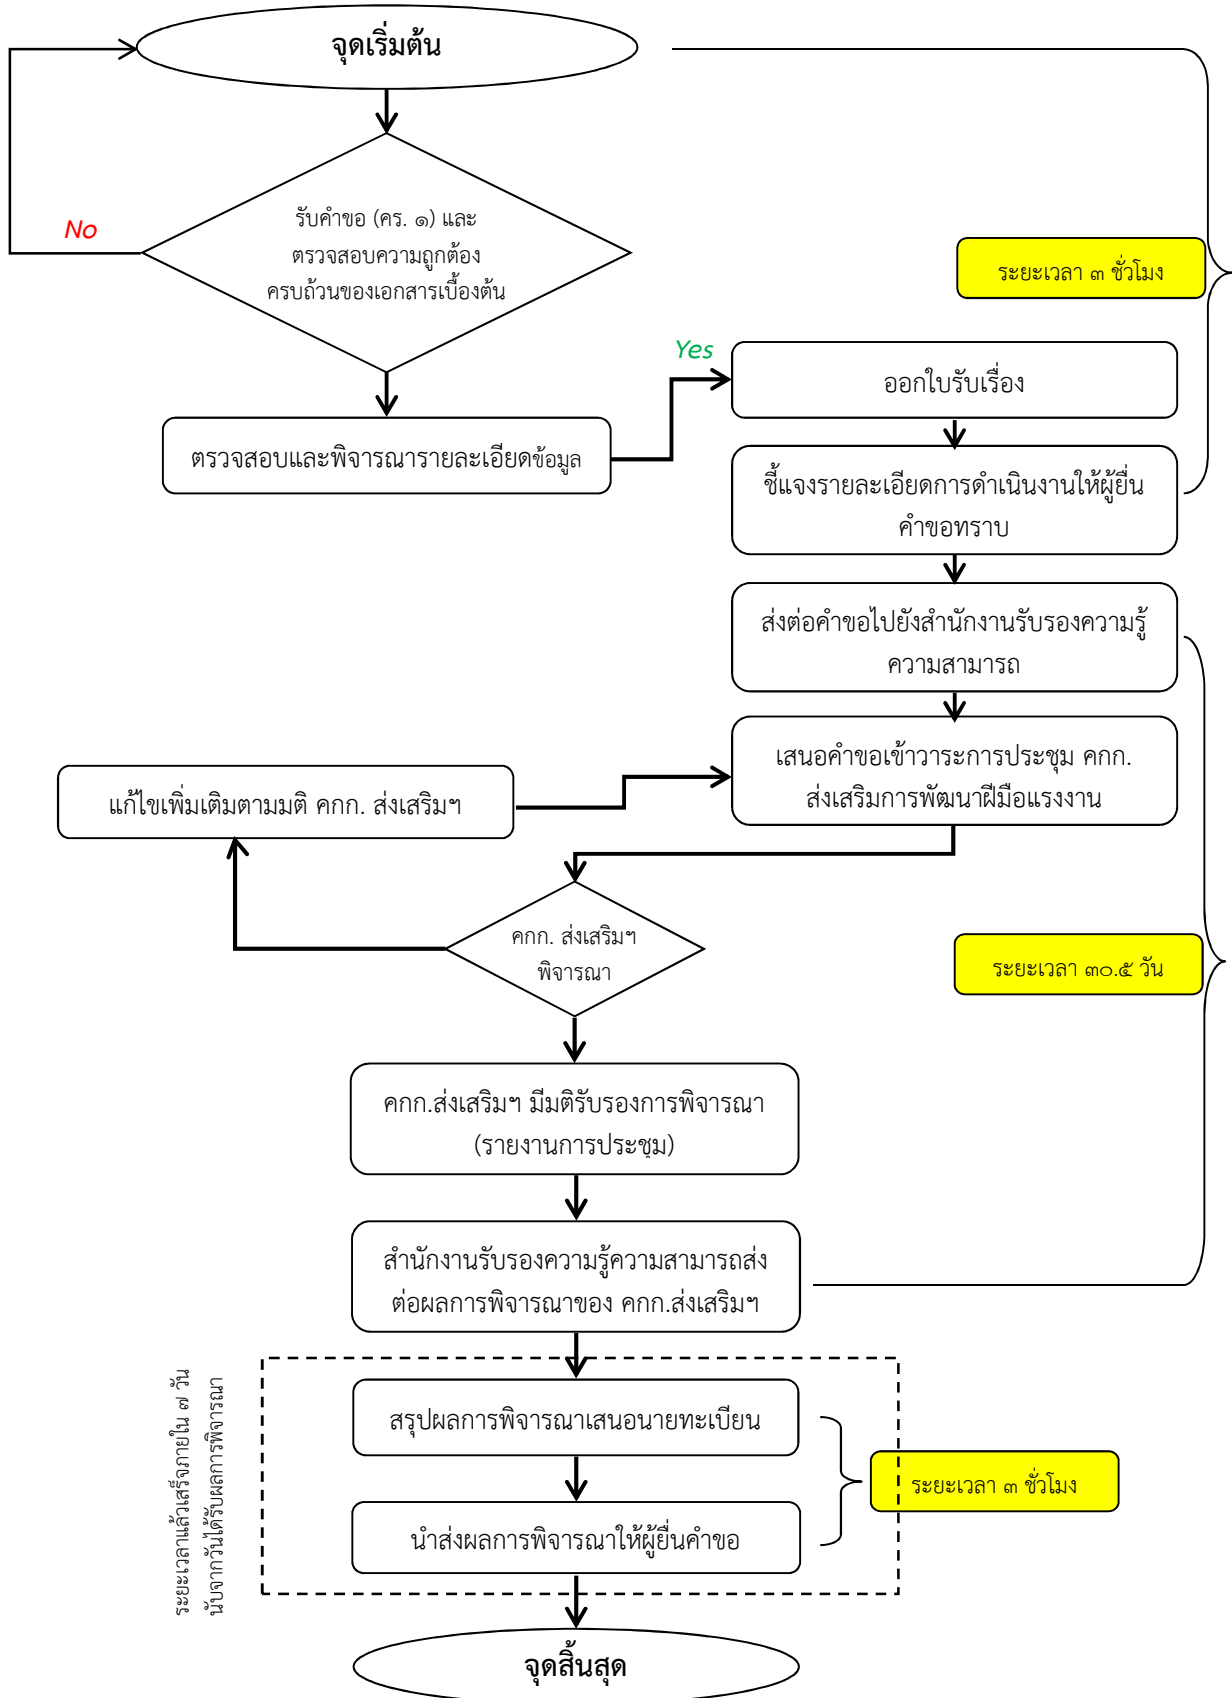 จุดเริ่มต้น
รับคำขอ (คร. ๑) และ
ตรวจสอบความถูกต้อง
ครบถ้วนของเอกสารเบื้องต้น
No
ระยะเวลา ๓ ชั่วโมง
Yes
ออกใบรับเรื่อง
ตรวจสอบและพิจารณารายละเอียดข้อมูล
ชี้แจงรายละเอียดการดำเนินงานให้ผู้ยื่น
คำขอทราบ
ส่งต่อคำขอไปยังสำนักงานรับรองความรู้
ความสามารถ
เสนอคำขอเข้าวาระการประชุม คกก.
ส่งเสริมการพัฒนาฝีมือแรงงาน
แก้ไขเพิ่มเติมตามมติ คกก. ส่งเสริมฯ
คกก. ส่งเสริมฯ
พิจารณา
ระยะเวลา ๓๐.๕ วัน
คกก.ส่งเสริมฯ มีมติรับรองการพิจารณา
(รายงานการประชุม)
สำนักงานรับรองความรู้ความสามารถส่ง
ต่อผลการพิจารณาของ คกก.ส่งเสริมฯ
ระยะเวลาแล้วเสร็จภายใน ๗ วัน
นับจากวันได้รับผลการพิจารณา
สรุปผลการพิจารณาเสนอนายทะเบียน
ระยะเวลา ๓ ชั่วโมง
นำส่งผลการพิจารณาให้ผู้ยื่นคำขอ
จุดสิ้นสุด